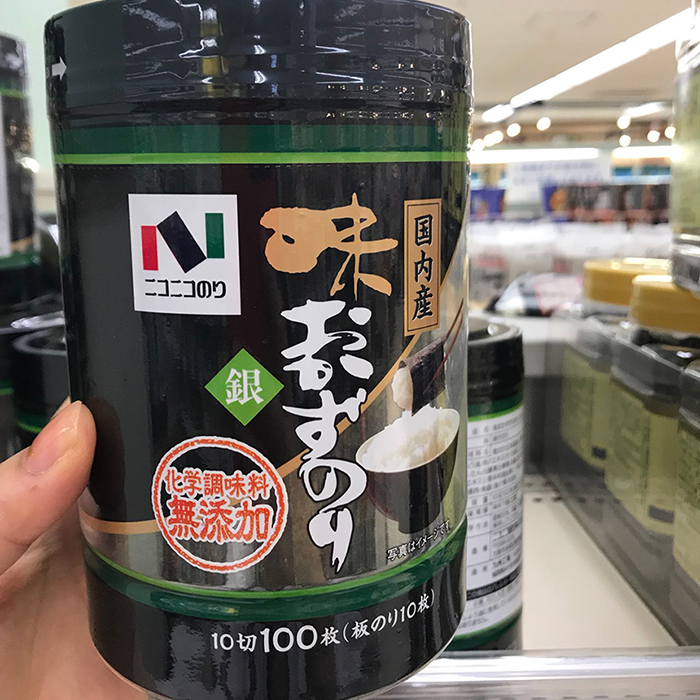 ニコニコのり
味
おかずのり
国内産
銀
化学調味料
無添加
写真はイメージです
10切100枚(板のり10枚)